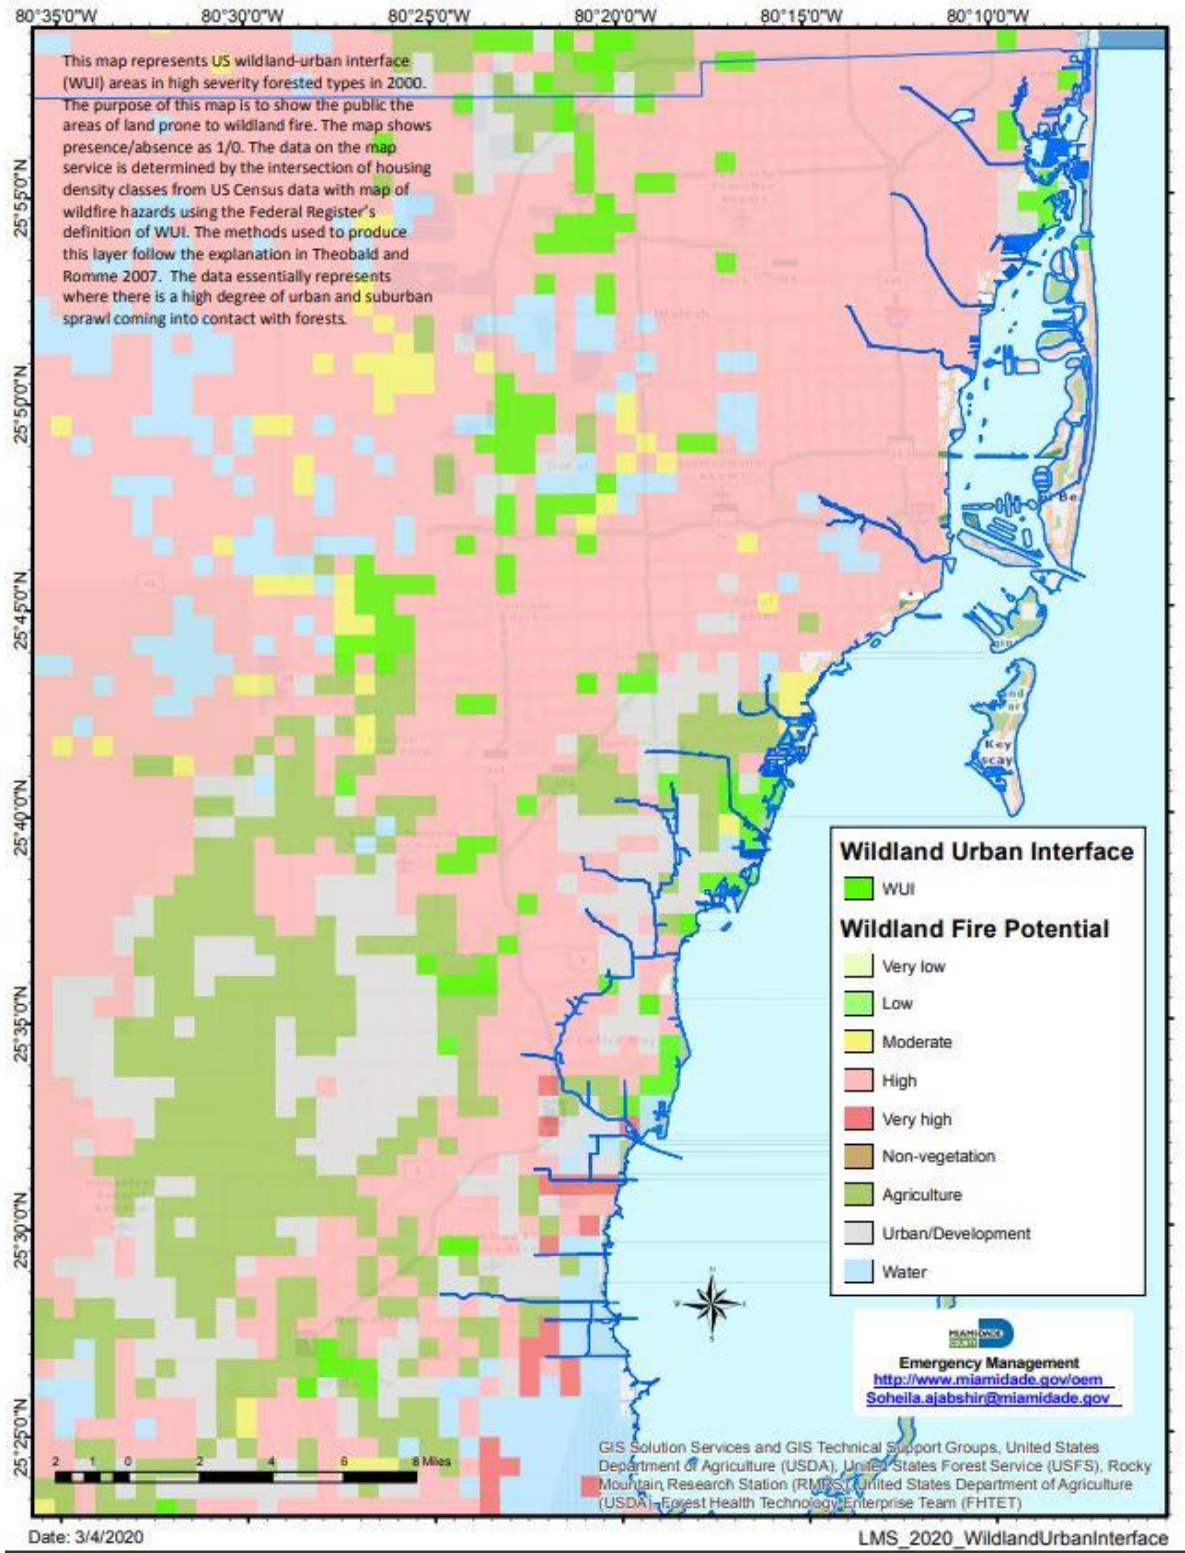 80°35'0"W 80°30'0"W 80°25'0"W 80°20'0"W 80°15'0"W 80°10'0"W
This map represents US wildland-urban interface
(WUI) areas in high severity forested types in 2000.
The purpose of this map is to show the public the
areas of land prone to wildland fire. The map shows
presence/absence as 1/0. The data on the map
service is determined by the intersection of housing
density classes from US Census data with map of
wildfire hazards using the Federal Register's
definition of WUI. The methods used to produce
this layer follow the explanation in Theobald and
Romme 2007. The data essentially represents
where there is a high degree of urban and suburban
sprawl coming into contact with forests.
25°55'0"N
25°50'0"N
25°45'0"N
25°40'0"N
25°35'0"N
25°30'0"N
25°25'0"N
Hialeah
Doral
Key
scay
Wildland Urban Interface
WUI
Wildland Fire Potential
Very low
Low
Moderate
High
Very high
Non-vegetation
Agriculture
Urban/Development
Water
N
W E
S
MIAMI-DADE
COUNTY
Emergency Management
http://www.miamidade.gov/oem
Soheila.ajabshir@miamidade.gov
2 1 0 2 4 6 8 Miles
GIS Solution Services and GIS Technical Support Groups, United States
Department of Agriculture (USDA), United States Forest Service (USFS), Rocky
Mountain Research Station (RMRS), United States Department of Agriculture
(USDA), Forest Health Technology Enterprise Team (FHTET)
Date: 3/4/2020
LMS_2020_WildlandUrbanInterface